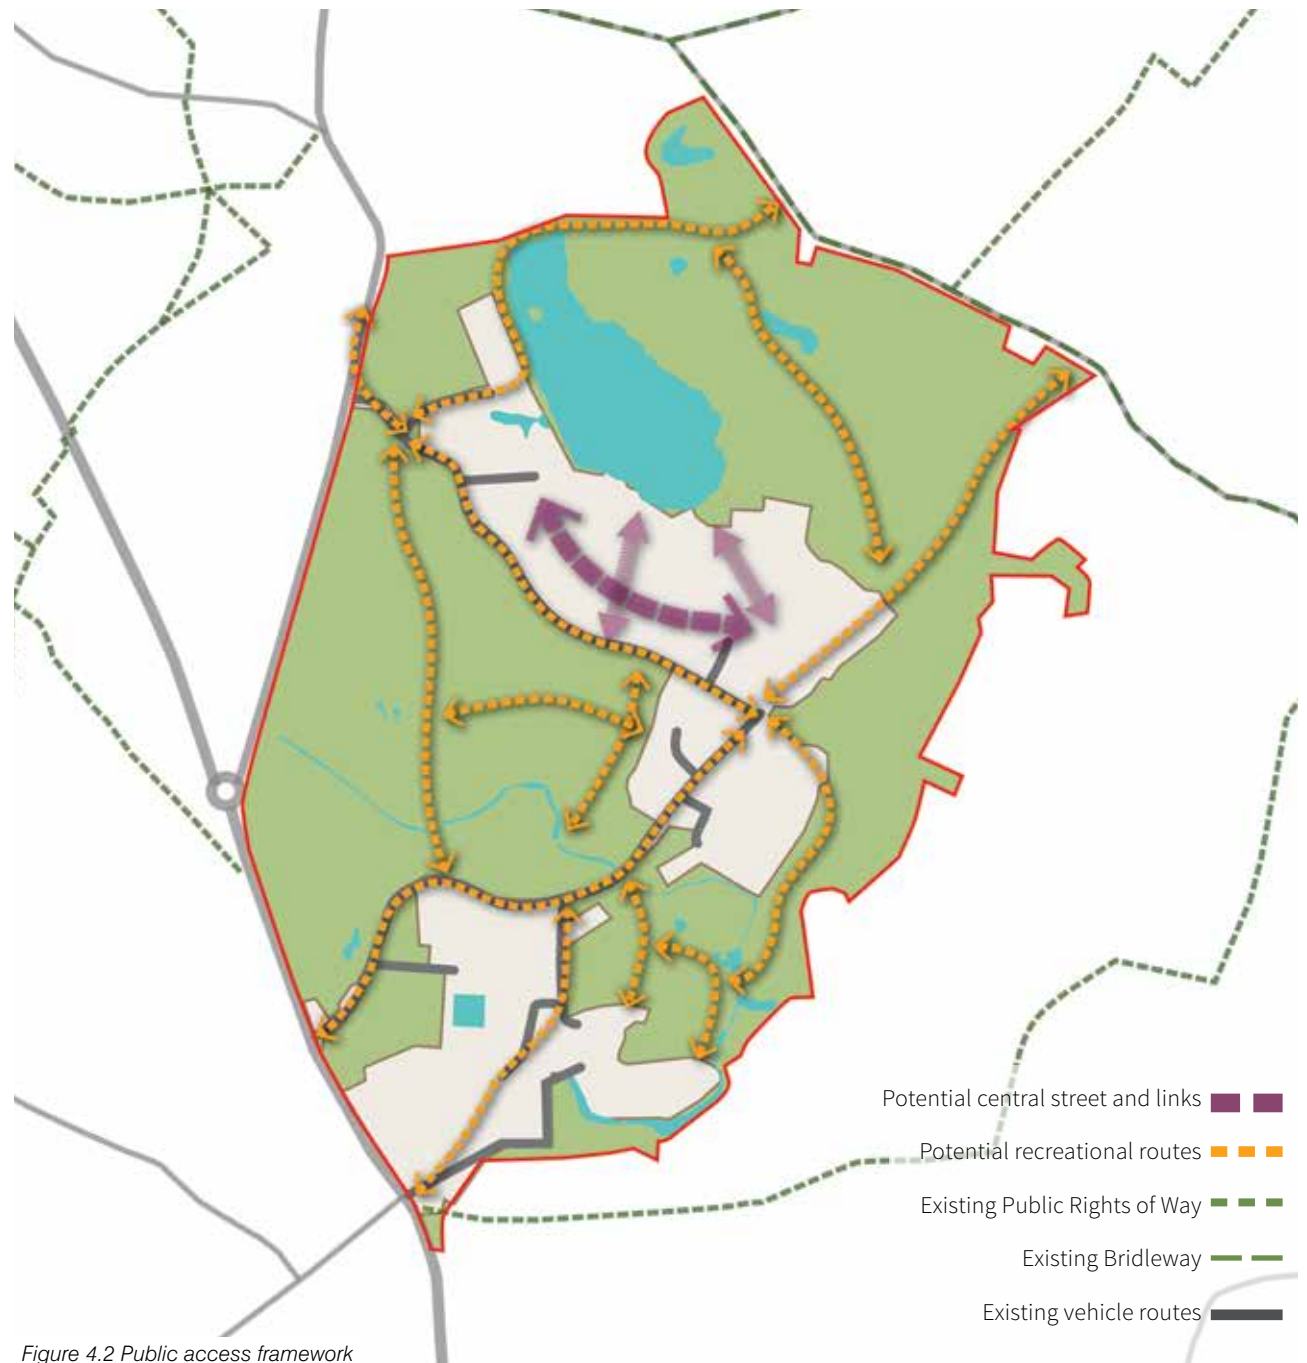 Potential central street and links
Potential recreational routes
Existing Public Rights of Way
Existing Bridleway
Existing vehicle routes
Figure 4.2 Public access framework